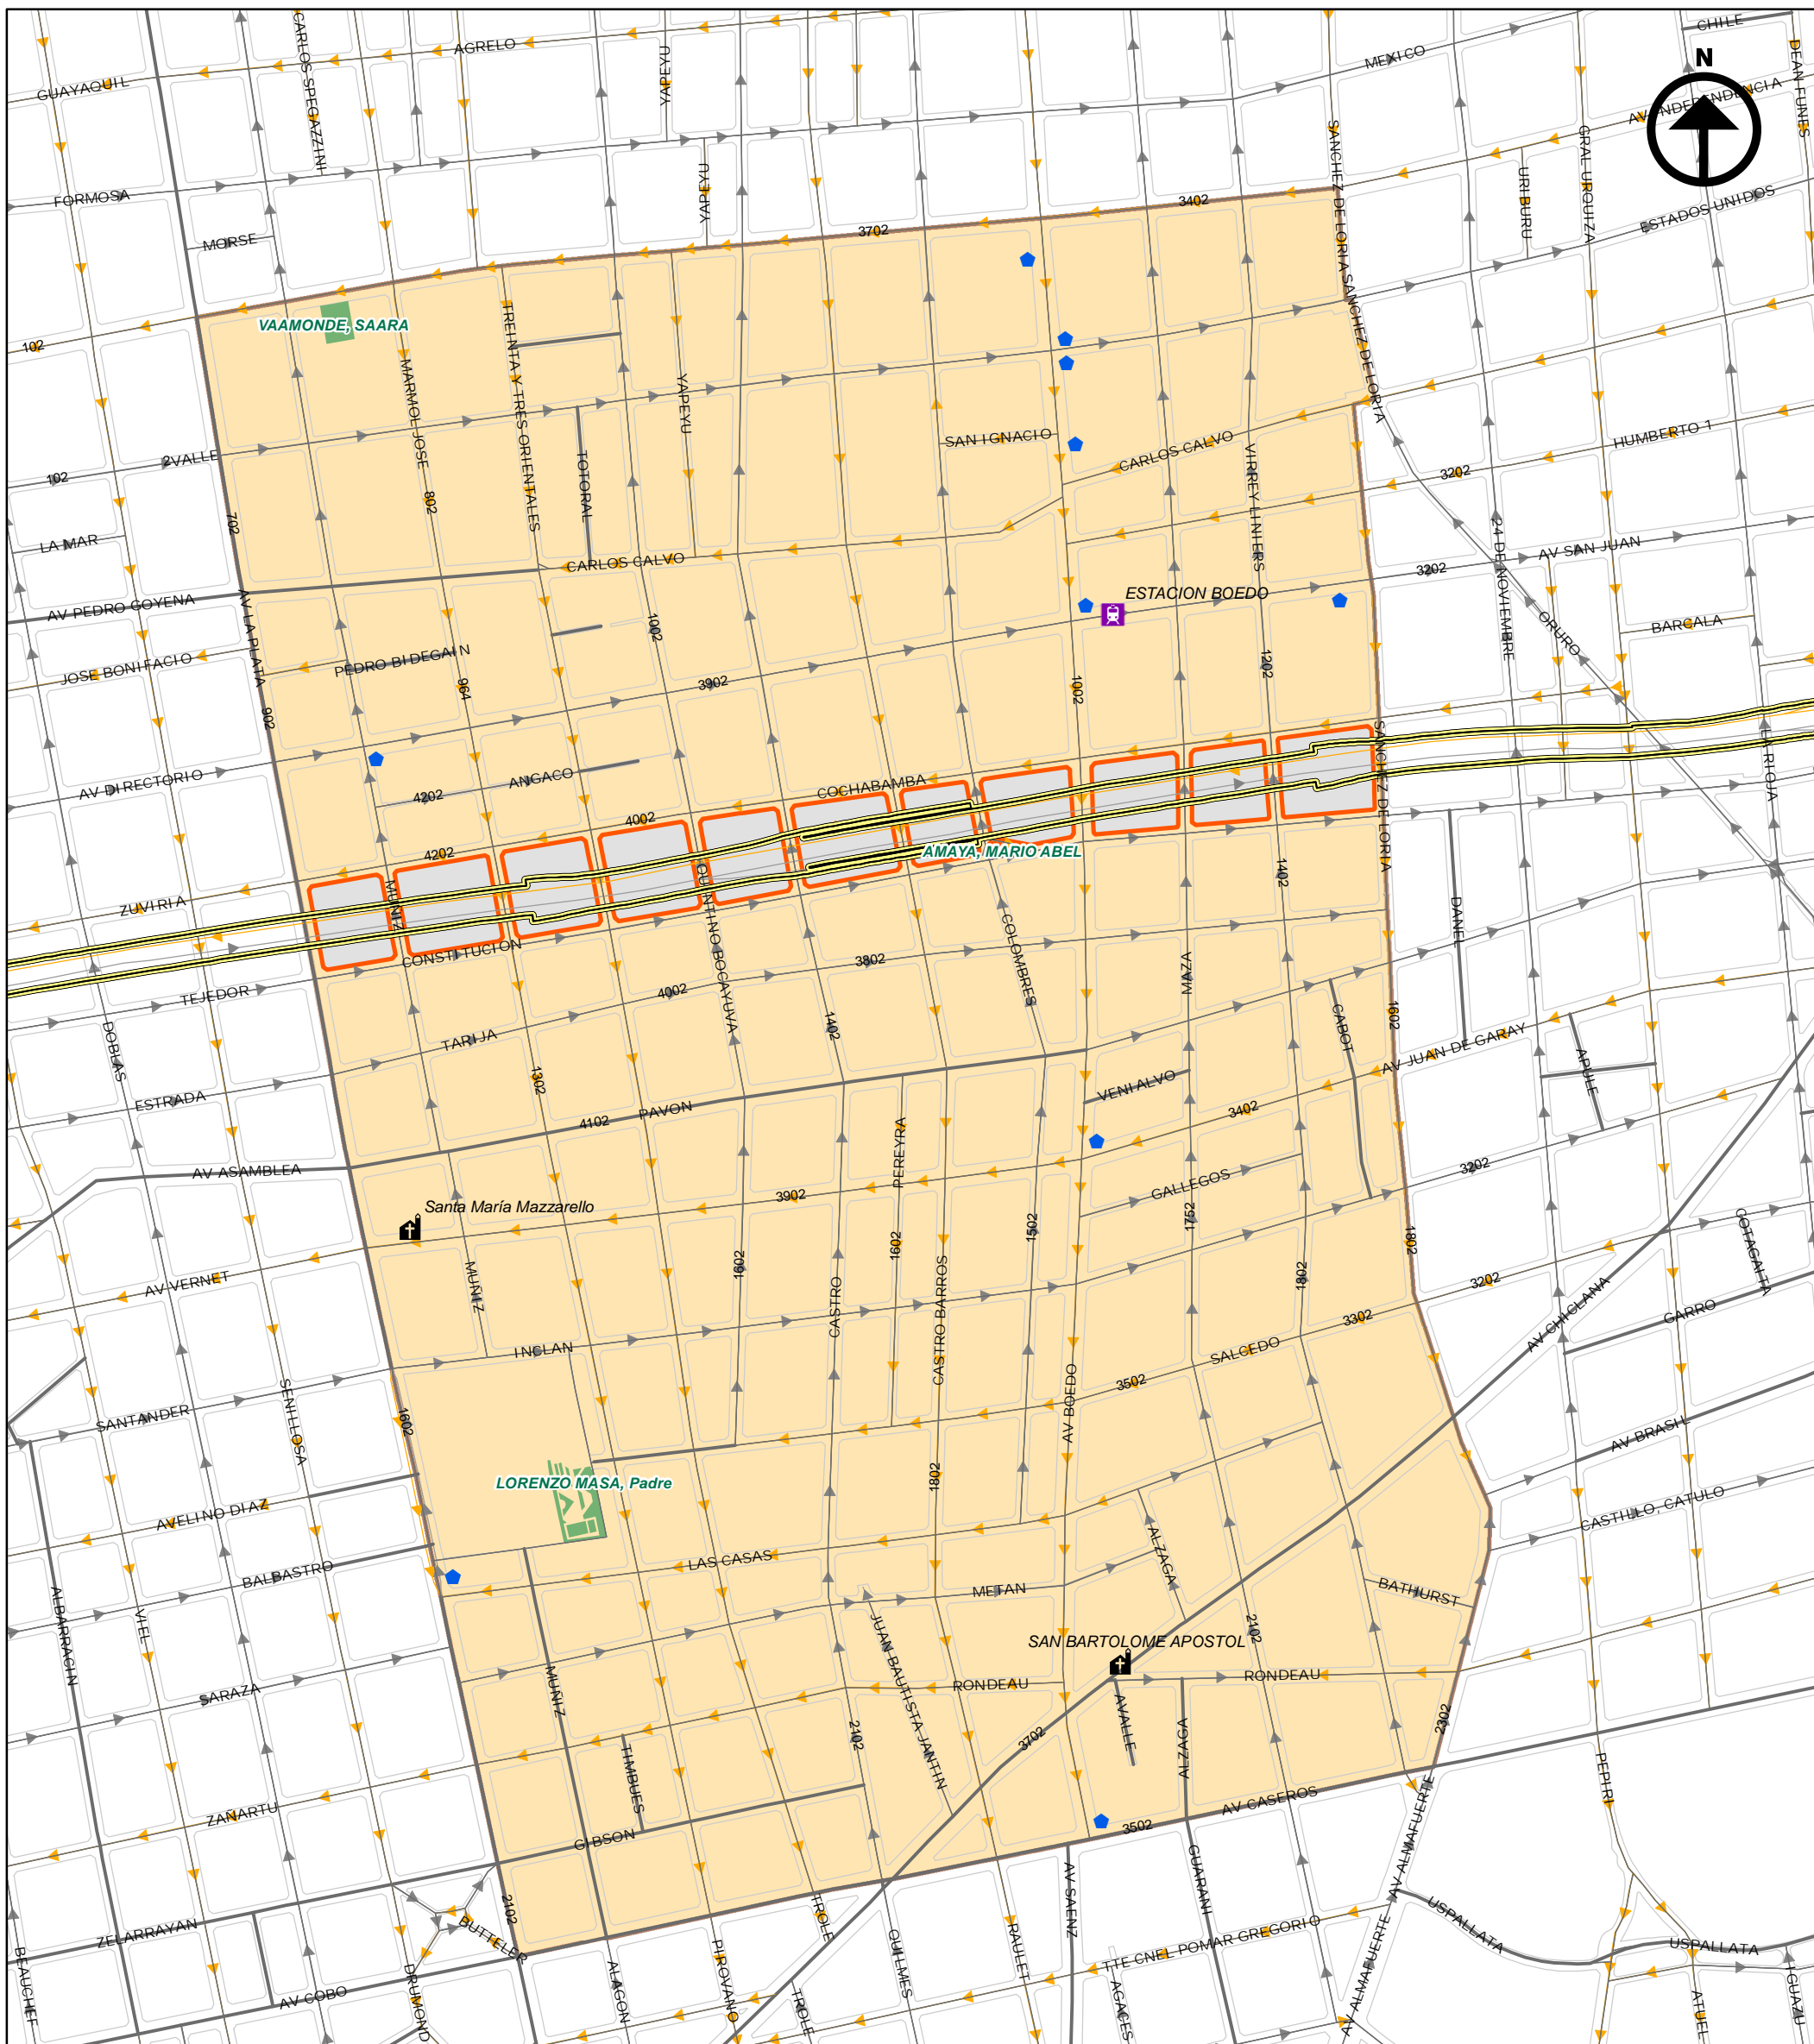 CHILE
N
CARLOS SPEGAZZINI
AGRELO
YAPEYU
MEXICO
DEAN FUNES
GUAYAQUIL
AV INDEPENDENCIA
SANCHEZ DE LORIA
GRAL URQUIZA
FORMOSA
YAPEYU
URIBURU
ESTADOS UNIDOS
3402
MORSE
3702
SANCHEZ DE LORIA
VAAMONDE, SAARA
102
TREINTA Y TRES ORIENTALES
MARMOL JOSE
YAPEYU
SAN IGNACIO
CARLOS CALVO
HUMBERTO 1
2VALLE
TOTORAL
VIRREY LINIERS
3202
102
802
702
24 DE NOVIEMBRE
LA MAR
AV SAN JUAN
CARLOS CALVO
3202
ESTACION BOEDO
AV PEDRO GOYENA
AV LA PLATA
1002
ORURO
BARCALA
JOSE BONIFACIO
PEDRO BIDEGAIN
964
3902
1002
1202
902
SANCHEZ DE LORIA
LA RIOJA
AV DIRECTORIO
ANGACO
4202
COCHABAMBA
4002
4202
AMAYA, MARIO ABEL
1402
MUÑIZ
QUINTINO BOCAYUVA
ZUVIRIA
DANEL
COLOMBRES
CONSTITUCION
3802
MAZA
TEJEDOR
4002
1402
1602
CABOT
DOBLAS
TARIJA
AV JUAN DE GARAY
APULE
1302
VENIALVO
ESTRADA
PAVON
4102
3402
PEREYRA
AV ASAMBLEA
3202
GALLEGOS
3902
Santa María Mazzarello
1752
1502
1802
COTAGAITA
1602
1602
AV VERNET
MUÑIZ
1802
3202
CASTRO
CASTRO BARROS
AV CHICLANA
GARRO
3302
INCLAN
SALCEDO
3502
AV BOEDO
SANTANDER
1602
SENILLOSA
AV BRASIL
LORENZO MASA, Padre
1802
AVELINO DIAZ
CASTILLO, CATULO
LAS CASAS
ALZAGA
BALBASTRO
METAN
BATHURST
ALBARRACIN
VIEL
2102
JUAN BAUTISTA JANTIN
SAN BARTOLOME APOSTOL
RONDEAU
RONDEAU
MUÑIZ
SARAZA
AVALLE
2302
2102
3702
ALZAGA
TIMBUES
PEPIRI
ZAÑARTU
AV CASEROS
3502
GIBSON
AV ALMAFUERTE
2102
ZELARRAYAN
BUTTELER
TROLE
AV SAENZ
GUARANI
USPALLATA
USPALLATA
TTE CNEL POMAR GREGORIO
BEAUCHEF
DRUMOND
ALAGON
PIROVANO
QUILMES
RAULET
AV ALMAFUERTE
AV COBO
TROLE
AGACES
ATUEL
IGUAZU